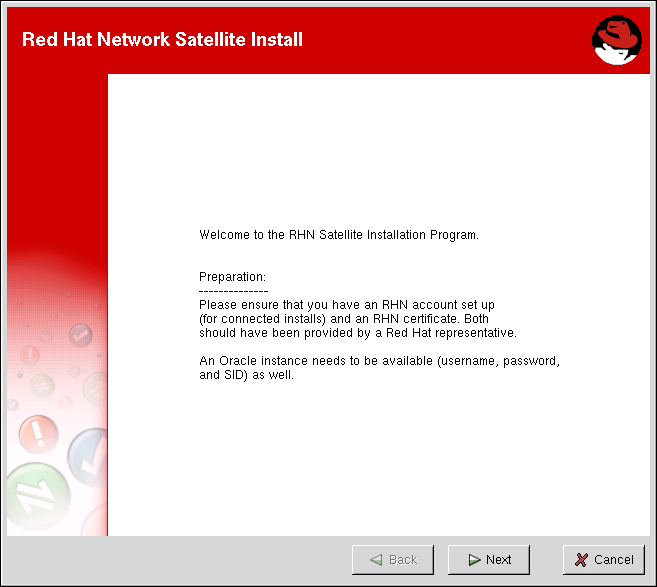 Red Hat Network Satellite Install
Welcome to the RHN Satellite Installation Program.
Preparation:
--------------
Please ensure that you have an RHN account set up
(for connected installs) and an RHN certificate. Both
should have been provided by a Red Hat representative.
An Oracle instance needs to be available (username, password,
and SID) as well.
Back
Next
Cancel